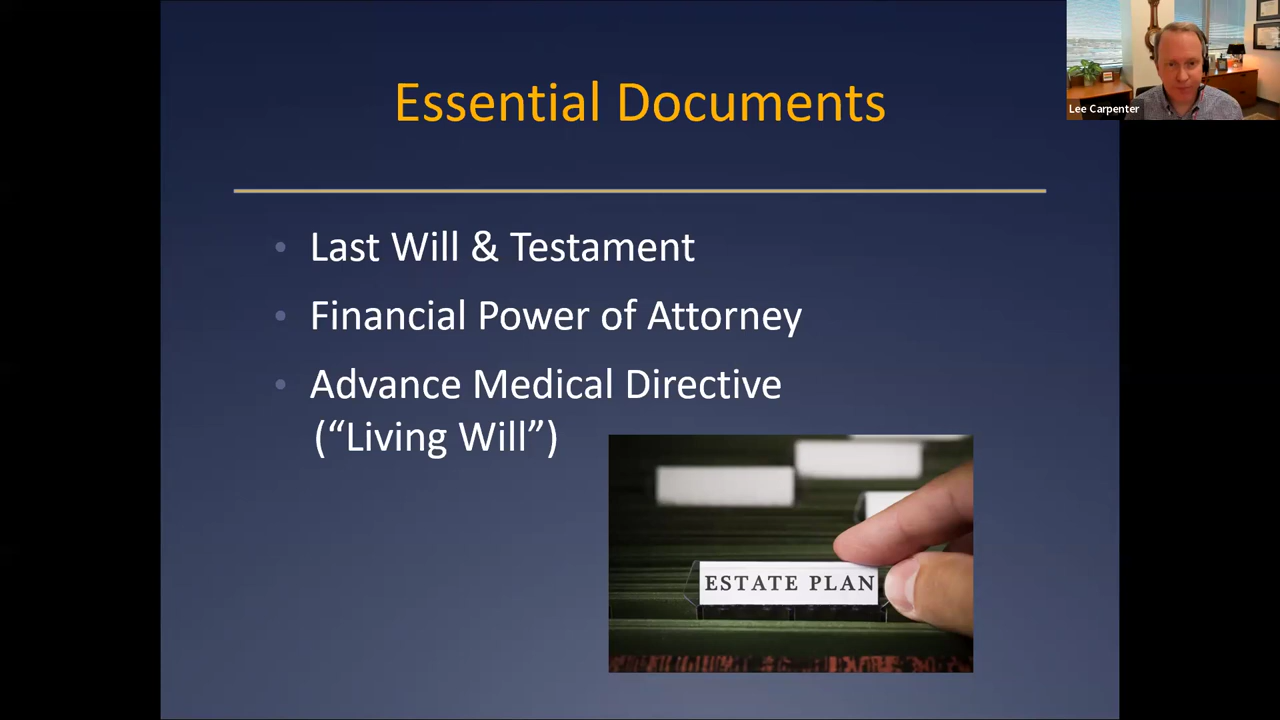 Essential Documents
Lee Carpenter
• Last Will & Testament
• Financial Power of Attorney
• Advance Medical Directive
(“Living Will”)
ESTATE PLAN